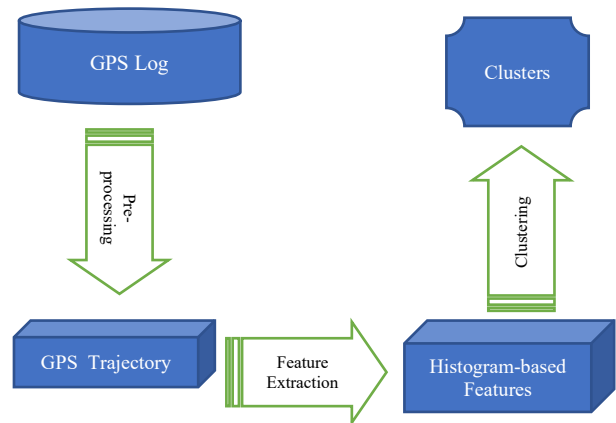 GPS Log
Pre-
processing
GPS Trajectory
Feature
Extraction
Histogram-based
Features
Clustering
Clusters